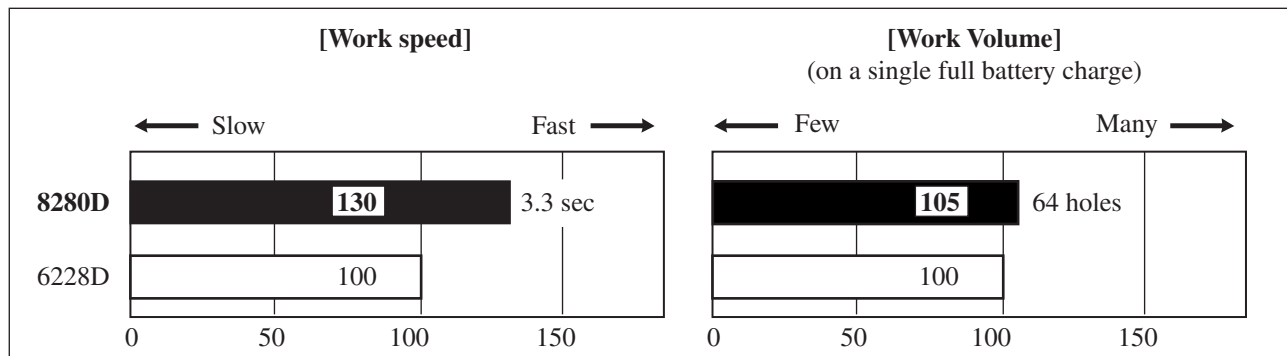 [Work speed]
[Work Volume]
(on a single full battery charge)
Slow Fast
Few Many
8280D 130 3.3 sec
105 64 holes
6228D 100
100
0 50 100 150
0 50 100 150